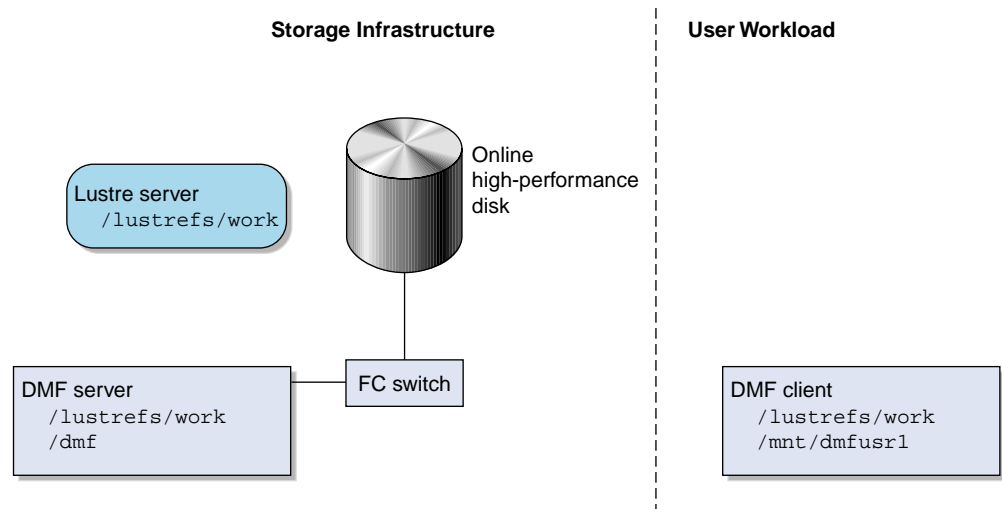 Storage Infrastructure
User Workload
Online
high-performance
disk
Lustre server
/lustrefs/work
DMF server
/lustrefs/work
/dmf
FC switch
DMF client
/lustrefs/work
/mnt/dmfusr1